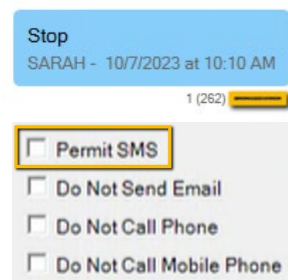 Stop
SARAH - 10/7/2023 at 10:10 AM
1 (262)
Permit SMS
Do Not Send Email
Do Not Call Phone
Do Not Call Mobile Phone